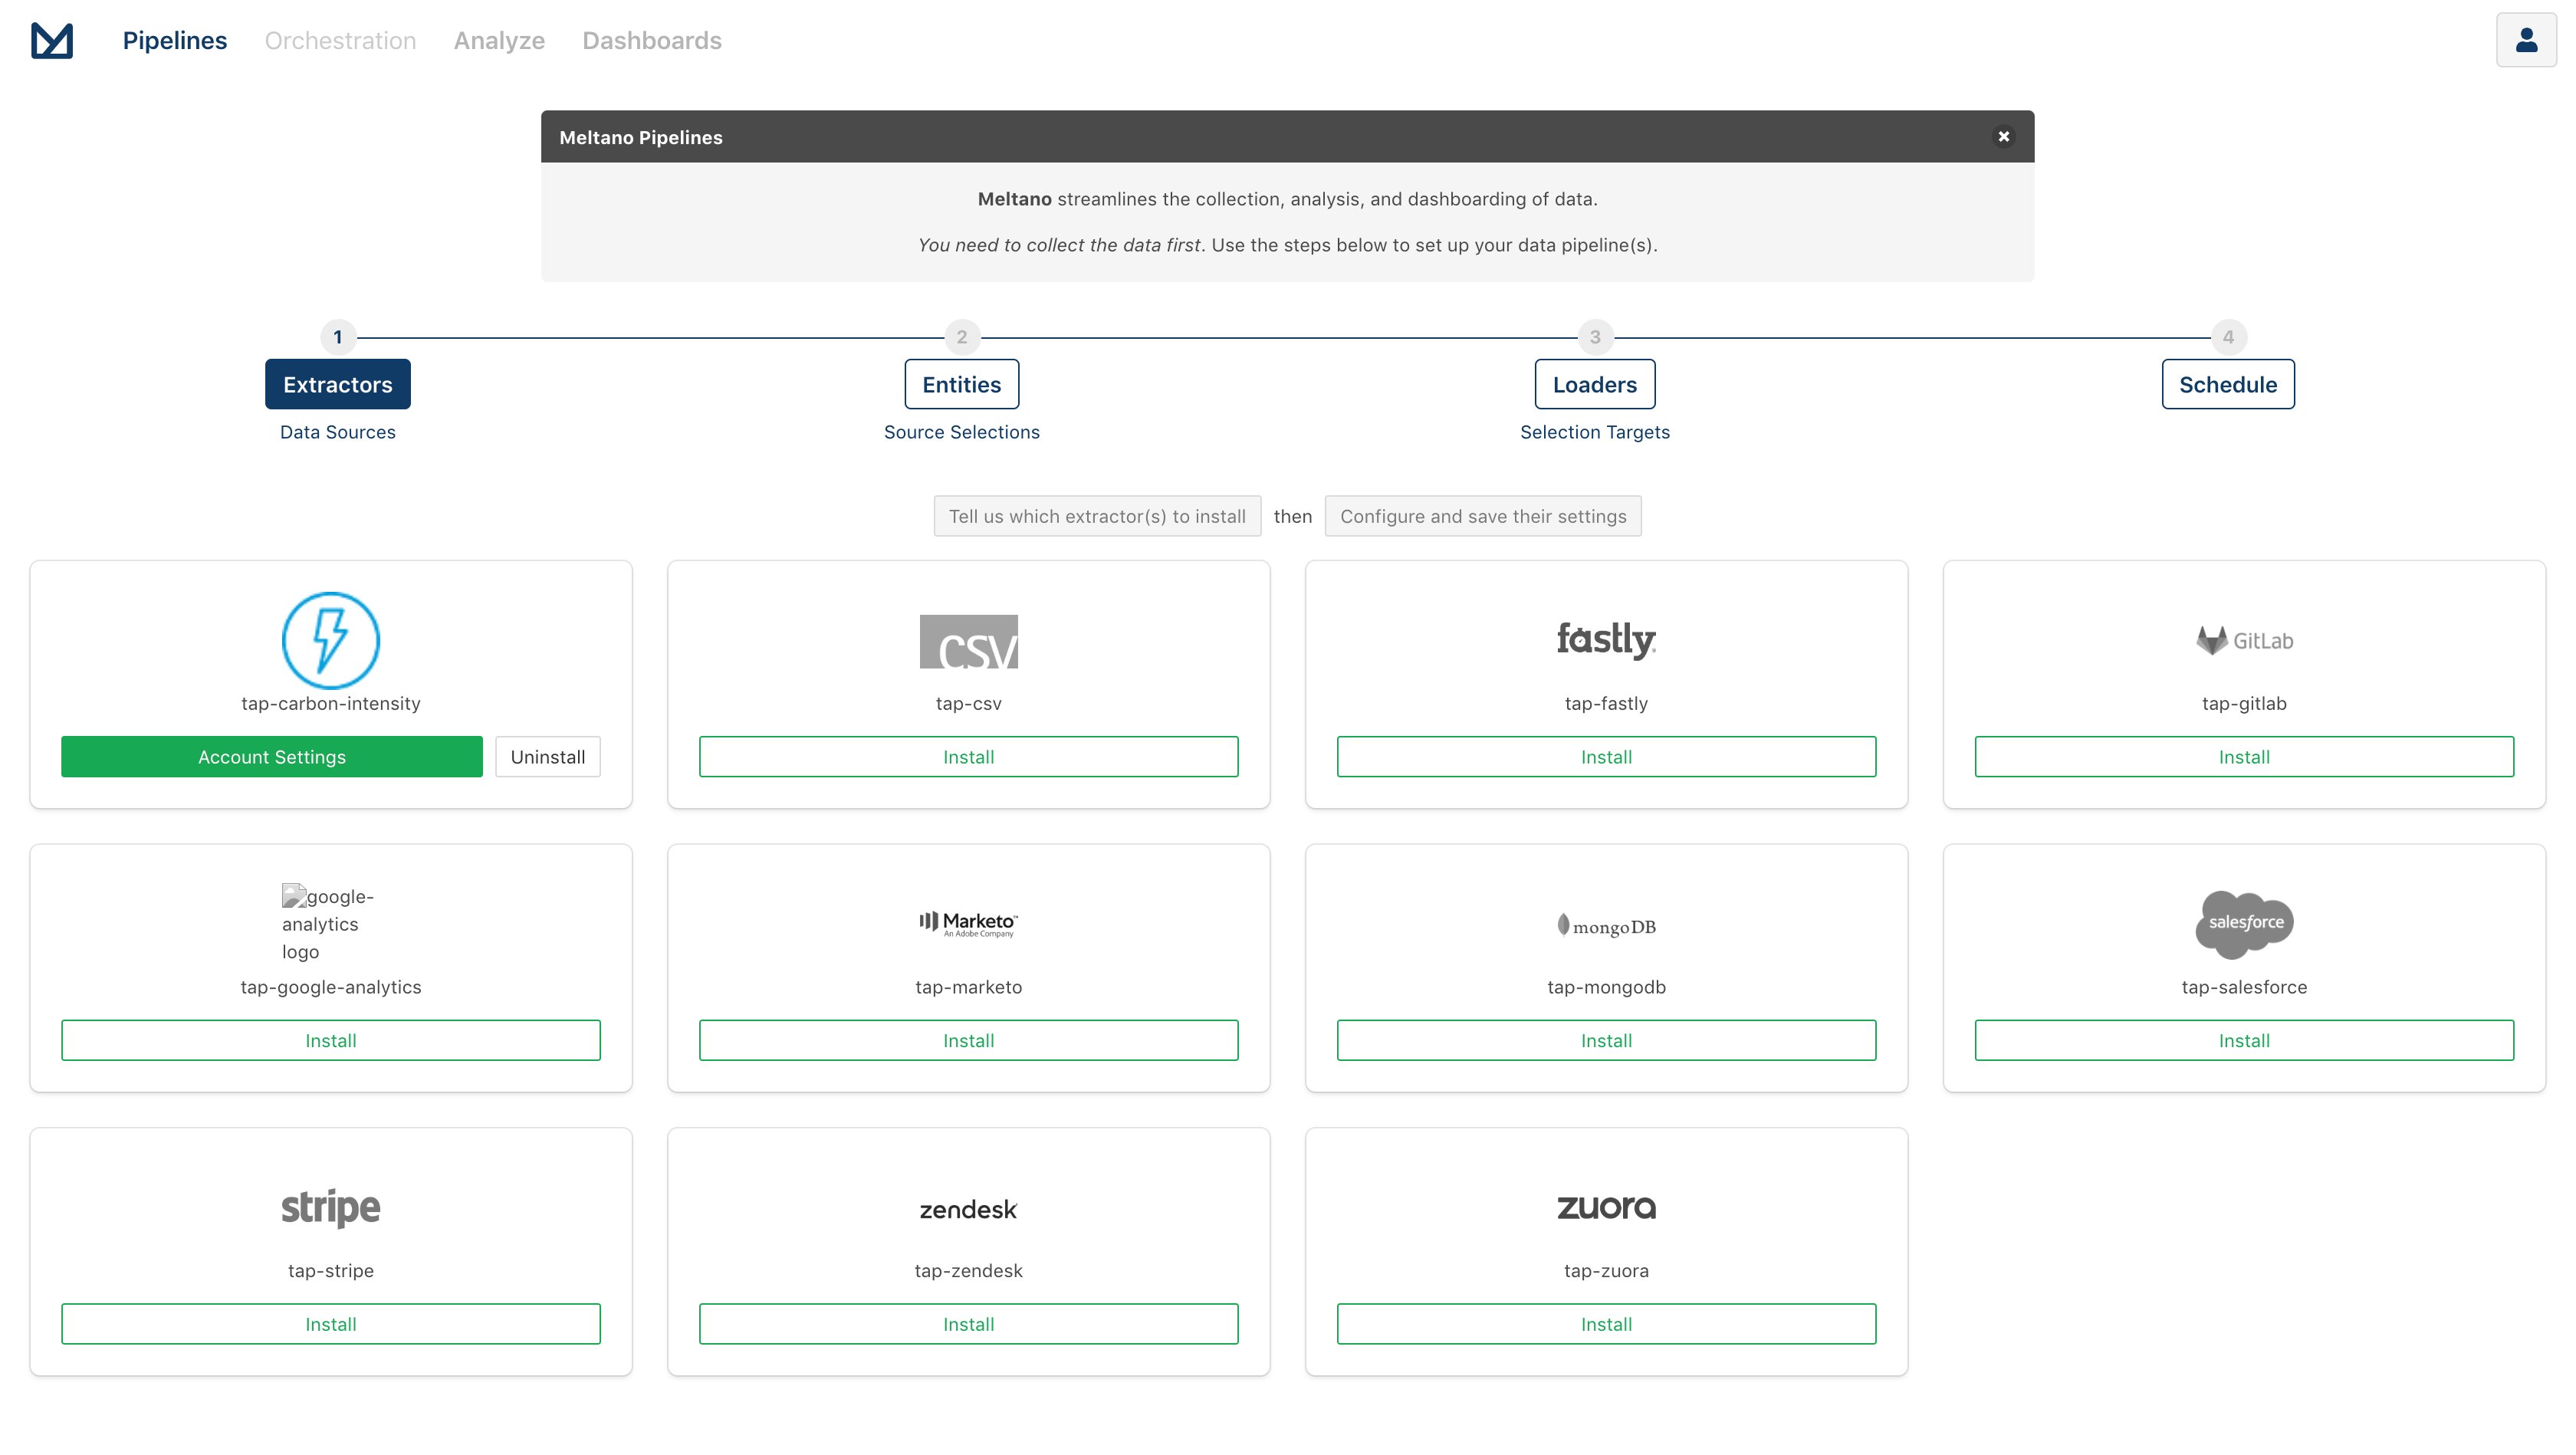 Pipelines Orchestration Analyze Dashboards
Meltano Pipelines
Meltano streamlines the collection, analysis, and dashboarding of data.
You need to collect the data first. Use the steps below to set up your data pipeline(s).
1 2 3 4
Extractors Entities Loaders Schedule
Data Sources Source Selections Selection Targets
Tell us which extractor(s) to install then Configure and save their settings
CSV fastly GitLab
tap-carbon-intensity tap-csv tap-fastly tap-gitlab
Account Settings Uninstall Install Install Install
google-
analytics
logo
Marketo™
An Adobe Company
mongoDB
salesforce
tap-google-analytics tap-marketo tap-mongodb tap-salesforce
Install Install Install Install
stripe zendesk zuora
tap-stripe tap-zendesk tap-zuora
Install Install Install